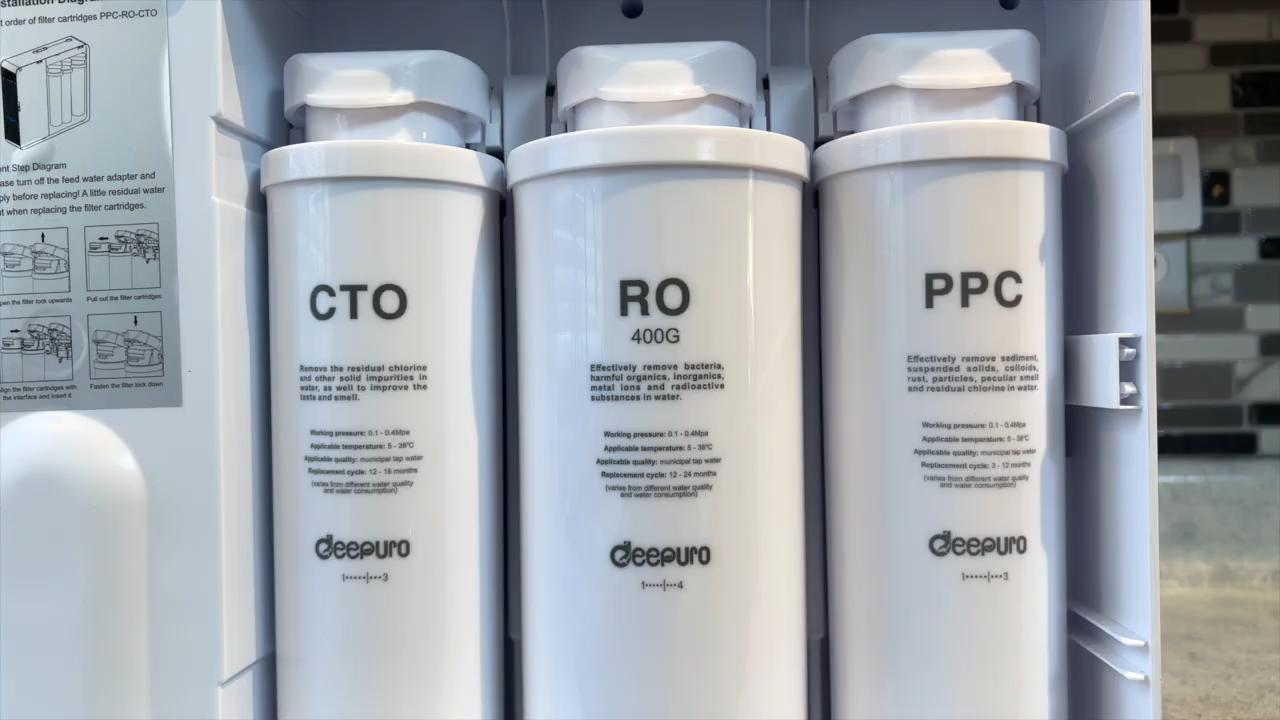 stallation Diagra
t order of filter cartridges PPC-RO-CTO
nt Step Diagram
ase turn off the feed water adapter and
ply before replacing! A little residual water
ut when replacing the filter cartridges.
pen the filter lock upwards
Pull out the filter cartridges
lign the filter cartridges with
the interface and insert it
Fasten the filter lock down
CTO
Remove the residual chlorine
and other solid impurities in
water, as well to improve the
tasts and smell.
Working pressure: 0.1 - 0.4Mpa
Applicable temperature: 5 - 38℃
Applicable quality: municipal tap water
Replacement cycle: 12 - 18 months
(varies from different water quality
and water consumption)
deepuro
1·····|···3
RO
400G
Effectively remove bacteria,
harmful organics, inorganics,
metal ions and radioactive
substances in water.
Working pressure: 0.1 - 0.4Mpa
Applicable temperature: 5 - 38℃
Applicable quality: municipal tap water
Replacement cycle: 12 - 24 months
(varies from different water quality
and water consumption)
deepuro
1·····|···4
PPC
Effectively remove sediment,
suspended solids, colloids,
rust, particles, peculiar smell
and residual chlorine in water.
Working pressure: 0.1 - 0.4Mpa
Applicable temperature: 5 - 38℃
Applicable quality: municipal tap water
Replacement cycle: 3 - 12 months
(varies from different water quality
and water consumption)
deepuro
1·····|···3